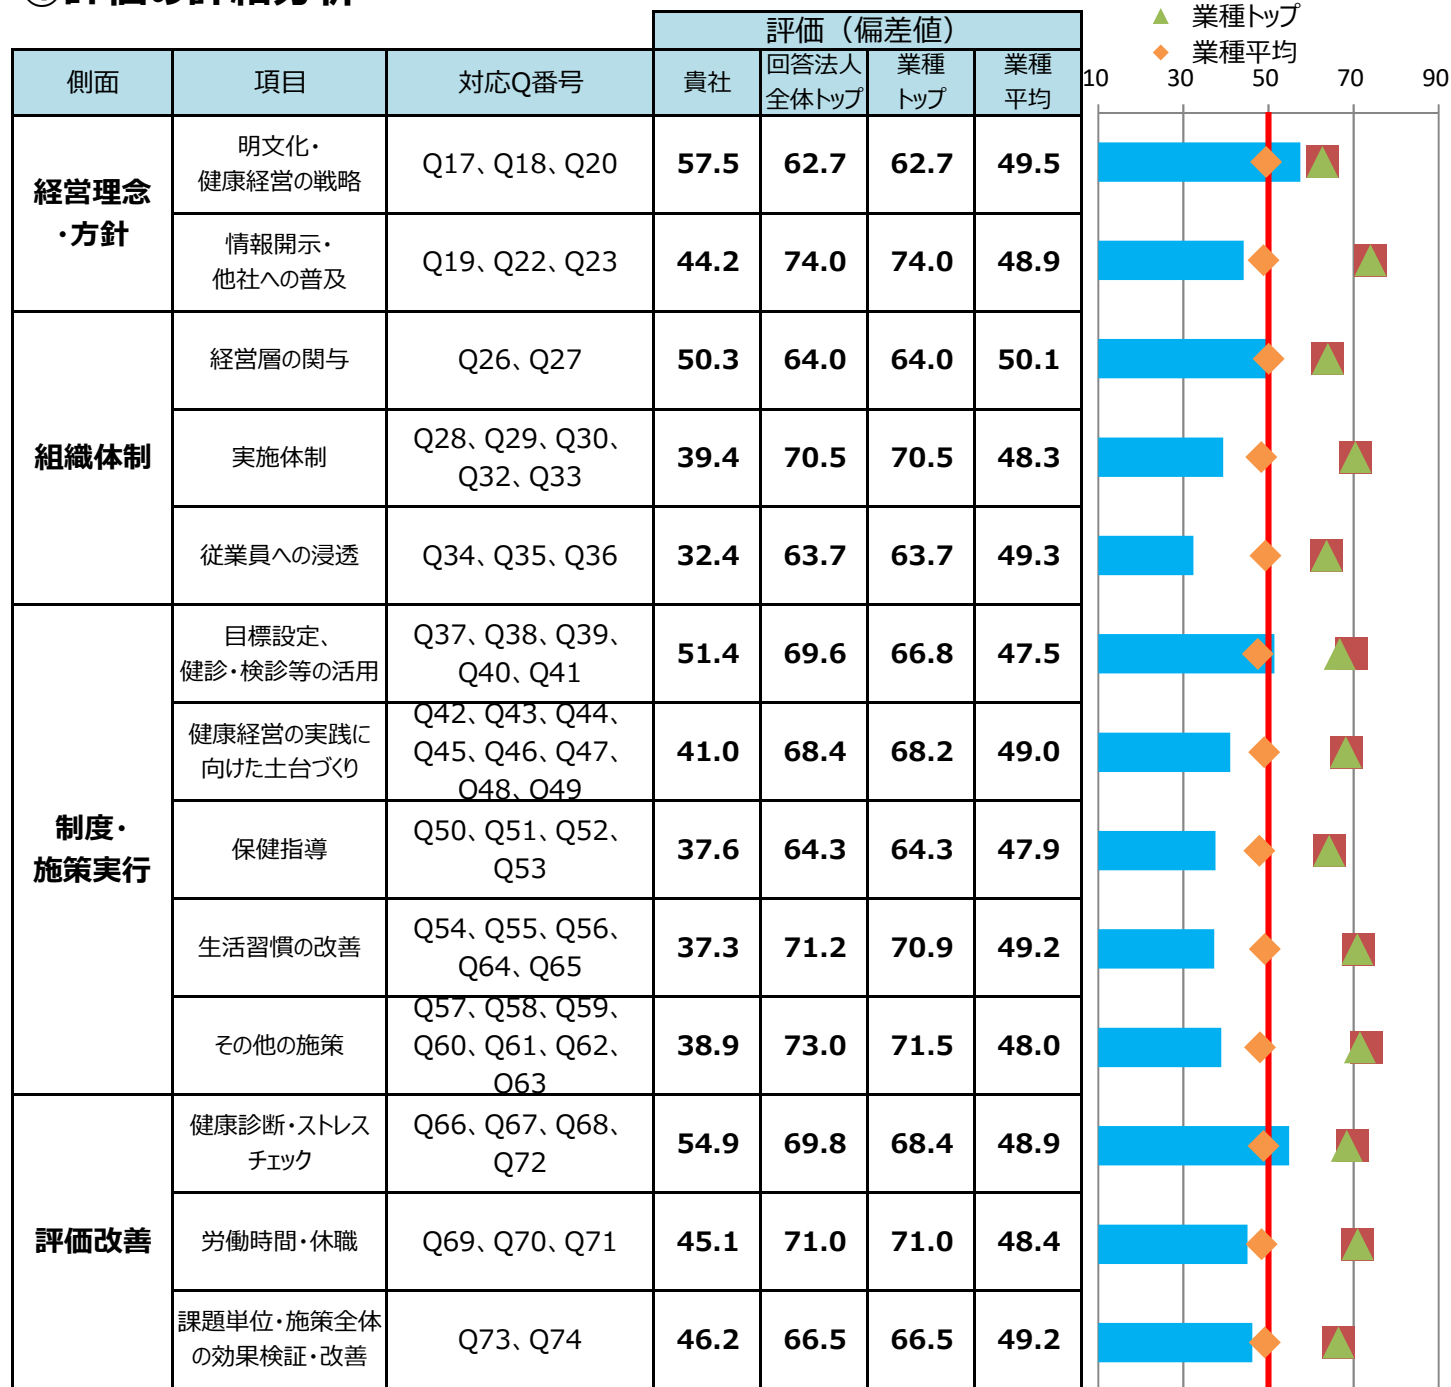 評価（偏差値）
▲ 業種トップ
◆ 業種平均
側面 項目 対応Q番号 貴社 回答法人 業種 業種
全体トップ トップ 平均
10 30 50 70 90
経営理念
・方針
明文化・
健康経営の戦略
Q17、Q18、Q20 57.5 62.7 62.7 49.5
情報開示・
他社への普及
Q19、Q22、Q23 44.2 74.0 74.0 48.9
組織体制
経営層の関与 Q26、Q27 50.3 64.0 64.0 50.1
実施体制
Q28、Q29、Q30、
Q32、Q33
39.4 70.5 70.5 48.3
従業員への浸透 Q34、Q35、Q36 32.4 63.7 63.7 49.3
制度・
施策実行
目標設定、
健診・検診等の活用
Q37、Q38、Q39、
Q40、Q41
51.4 69.6 66.8 47.5
健康経営の実践に
向けた土台づくり
Q42、Q43、Q44、
Q45、Q46、Q47、
Q48、Q49
41.0 68.4 68.2 49.0
保健指導
Q50、Q51、Q52、
Q53
37.6 64.3 64.3 47.9
生活習慣の改善
Q54、Q55、Q56、
Q64、Q65
37.3 71.2 70.9 49.2
その他の施策
Q57、Q58、Q59、
Q60、Q61、Q62、
Q63
38.9 73.0 71.5 48.0
評価改善
健康診断・ストレス
チェック
Q66、Q67、Q68、
Q72
54.9 69.8 68.4 48.9
労働時間・休職 Q69、Q70、Q71 45.1 71.0 71.0 48.4
課題単位・施策全体
の効果検証・改善
Q73、Q74 46.2 66.5 66.5 49.2